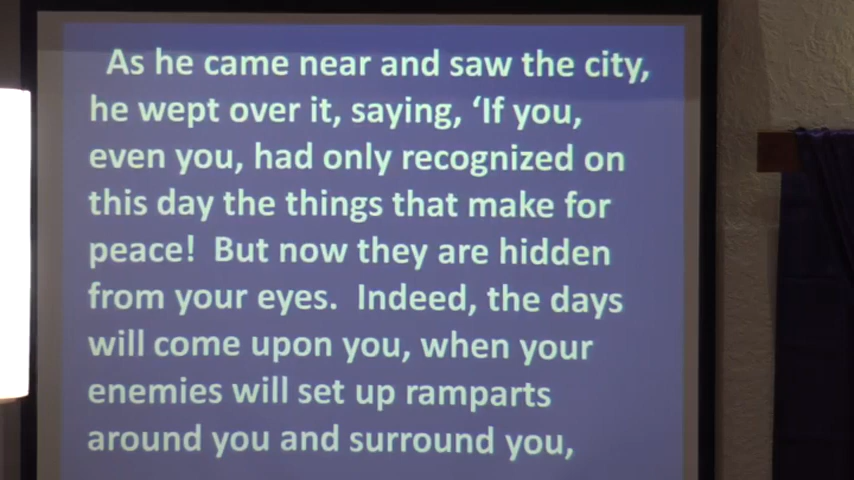 As he came near and saw the city,
he wept over it, saying, ‘If you,
even you, had only recognized on
this day the things that make for
peace!  But now they are hidden
from your eyes.  Indeed, the days
will come upon you, when your
enemies will set up ramparts
around you and surround you,